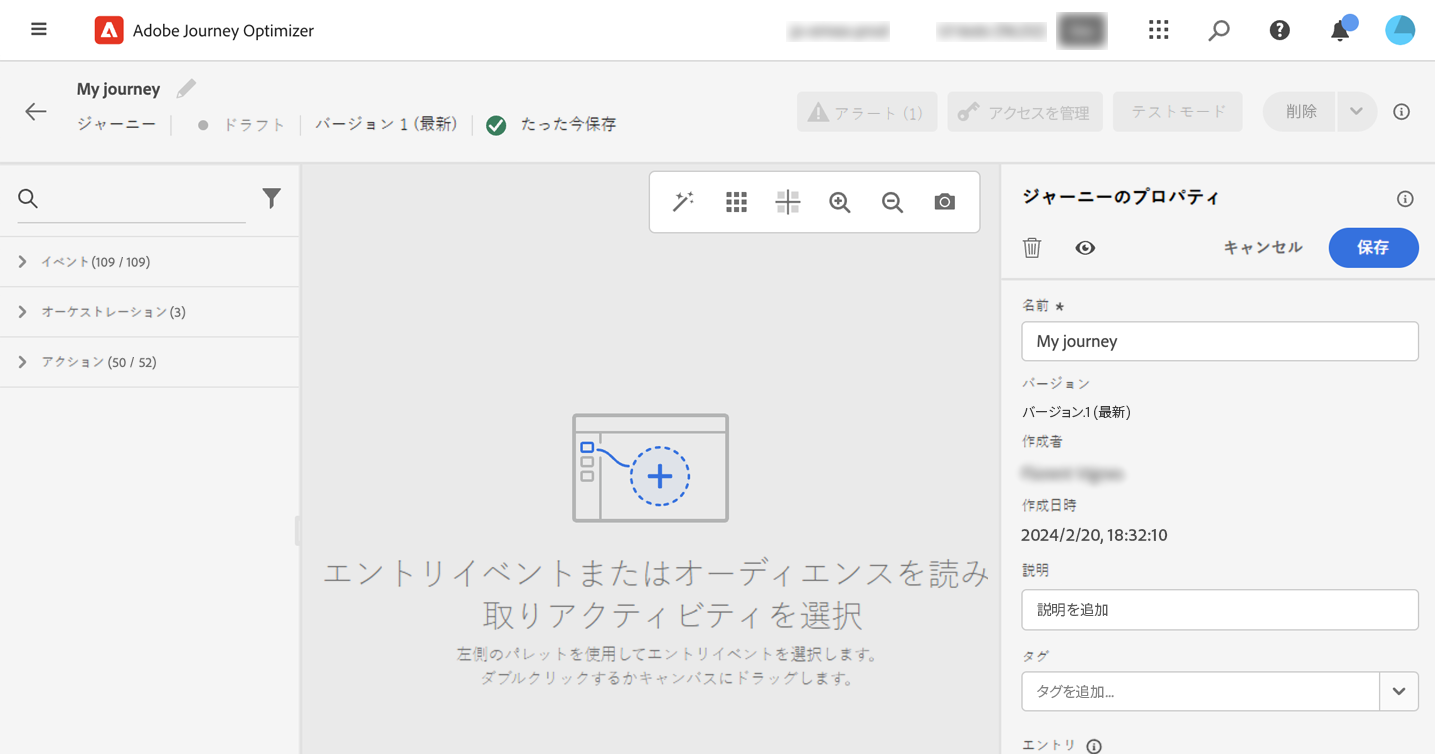 Adobe Journey Optimizer
My journey
ジャーニー ドラフト バージョン 1 (最新) たった今保存
アラート (1) アクセスを管理 テストモード 削除
イベント (109 / 109)
オーケストレーション (3)
アクション (50 / 52)
エントリイベントまたはオーディエンスを読み
取りアクティビティを選択
左側のパレットを使用してエントリイベントを選択します。
ダブルクリックするかキャンバスにドラッグします。
ジャーニーのプロパティ
キャンセル 保存
名前 *
My journey
バージョン
バージョン.1 (最新)
作成者
作成日時
2024/2/20, 18:32:10
説明
説明を追加
タグ
タグを追加...
エントリ